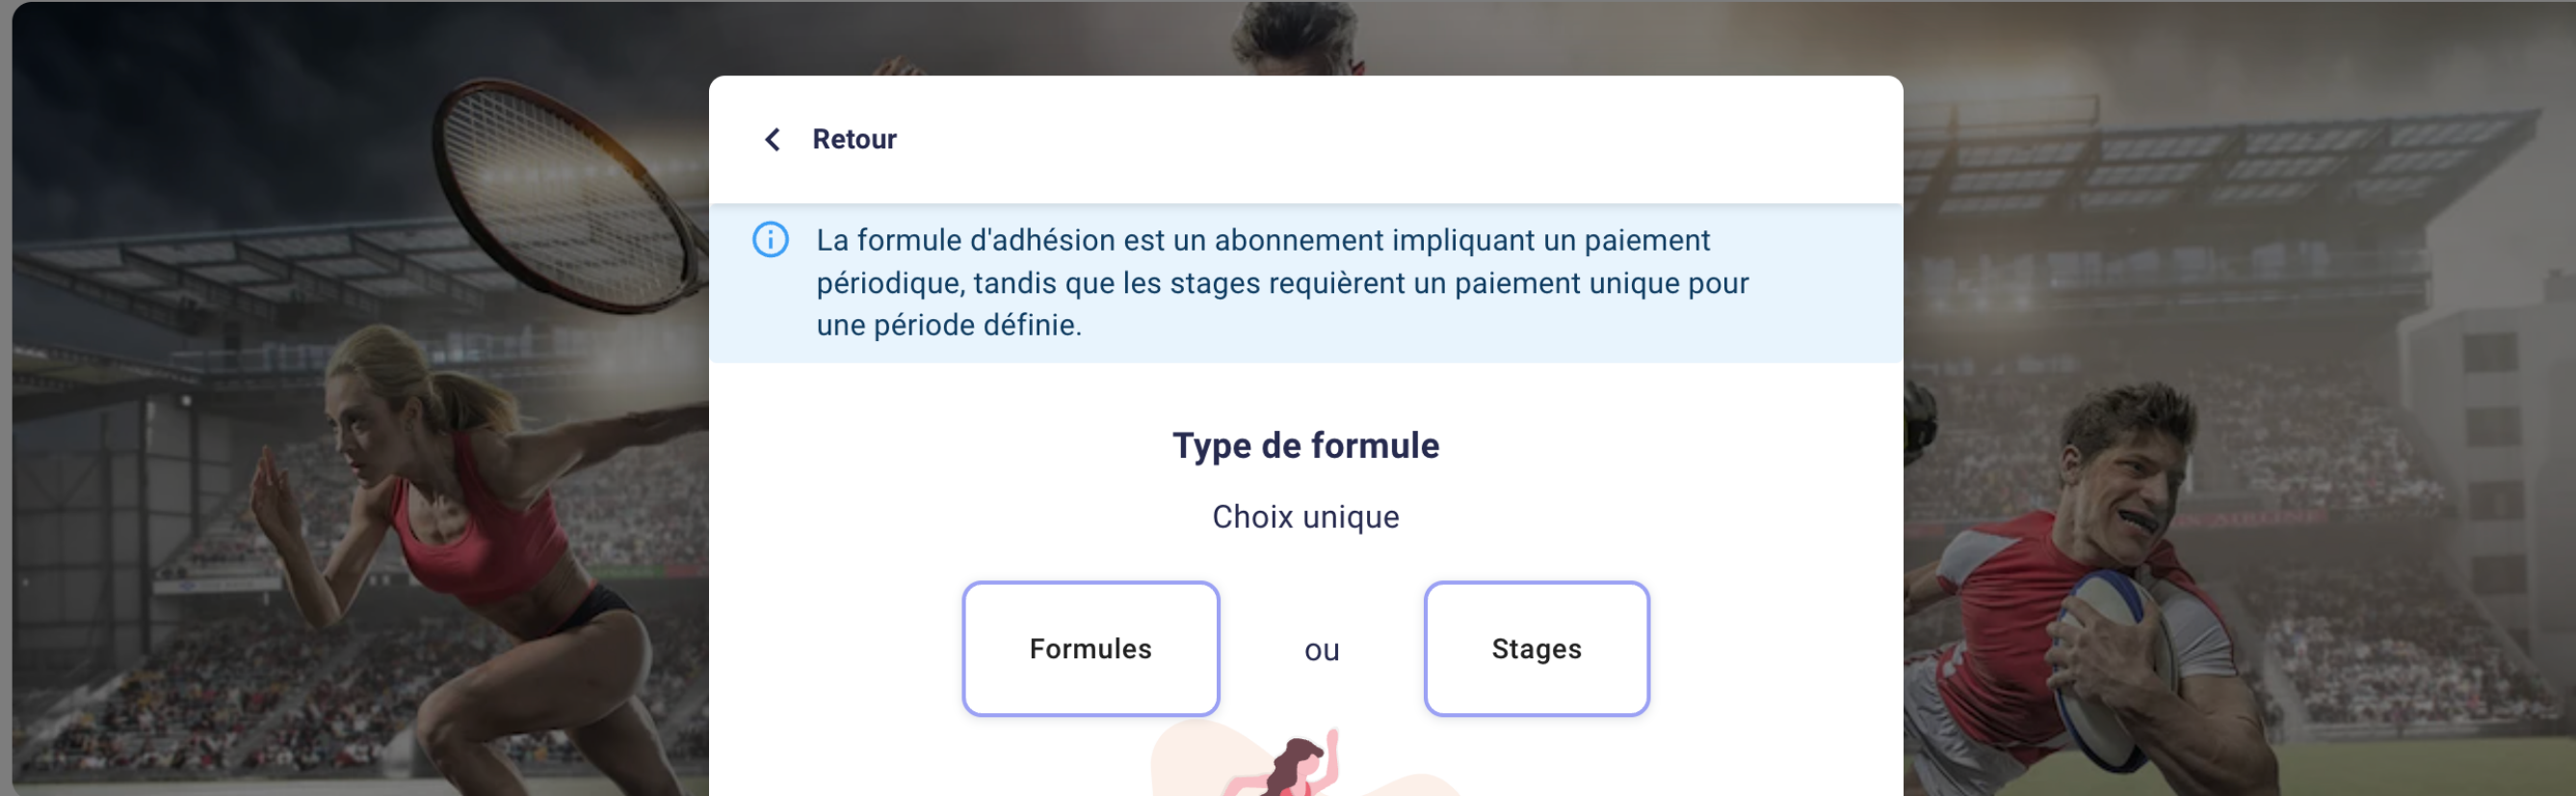 Retour
La formule d'adhésion est un abonnement impliquant un paiement
périodique, tandis que les stages requièrent un paiement unique pour
une période définie.
Type de formule
Choix unique
Formules ou Stages